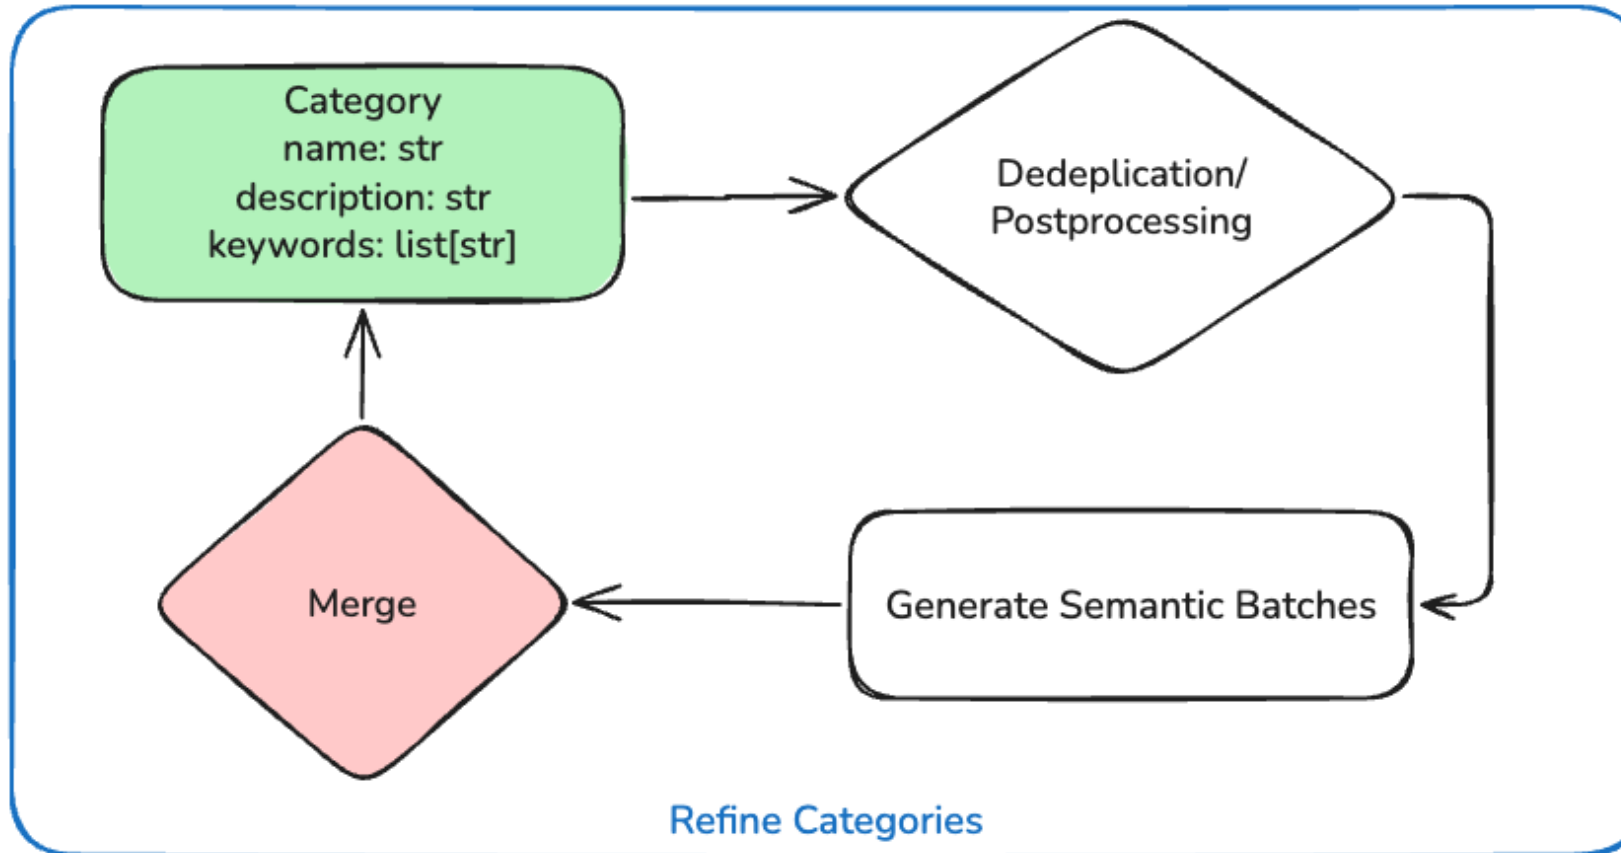 Category
name: str
description: str
keywords: list[str]
Dedeplication/
Postprocessing
Merge
Generate Semantic Batches
Refine Categories